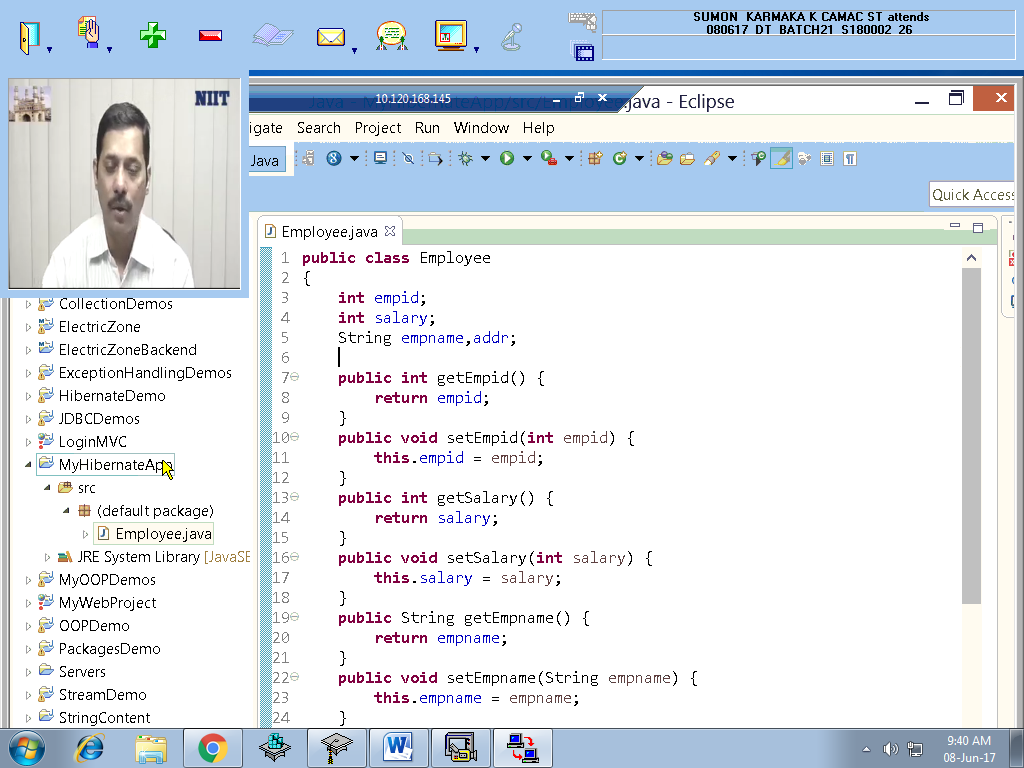 SUMON KARMAKA K CAMAC ST attends
080617_DT_BATCH21_S180002_26
NIIT
10.120.168.145
java - Eclipse
igate Search Project Run Window Help
Java
Quick Access
Employee.java
1 public class Employee
2 {
3 int empid;
4 int salary;
5 String empname,addr;
6
7 public int getEmpid() {
8 return empid;
9 }
10 public void setEmpid(int empid) {
11 this.empid = empid;
12 }
13 public int getSalary() {
14 return salary;
15 }
16 public void setSalary(int salary) {
17 this.salary = salary;
18 }
19 public String getEmpname() {
20 return empname;
21 }
22 public void setEmpname(String empname) {
23 this.empname = empname;
24 }
CollectionDemos
ElectricZone
ElectricZoneBackend
ExceptionHandlingDemos
HibernateDemo
JDBCDemos
LoginMVC
MyHibernateApp
src
(default package)
Employee.java
JRE System Library [JavaSE
MyOOPDemos
MyWebProject
OOPDemo
PackagesDemo
Servers
StreamDemo
StringContent
9:40 AM
08-Jun-17